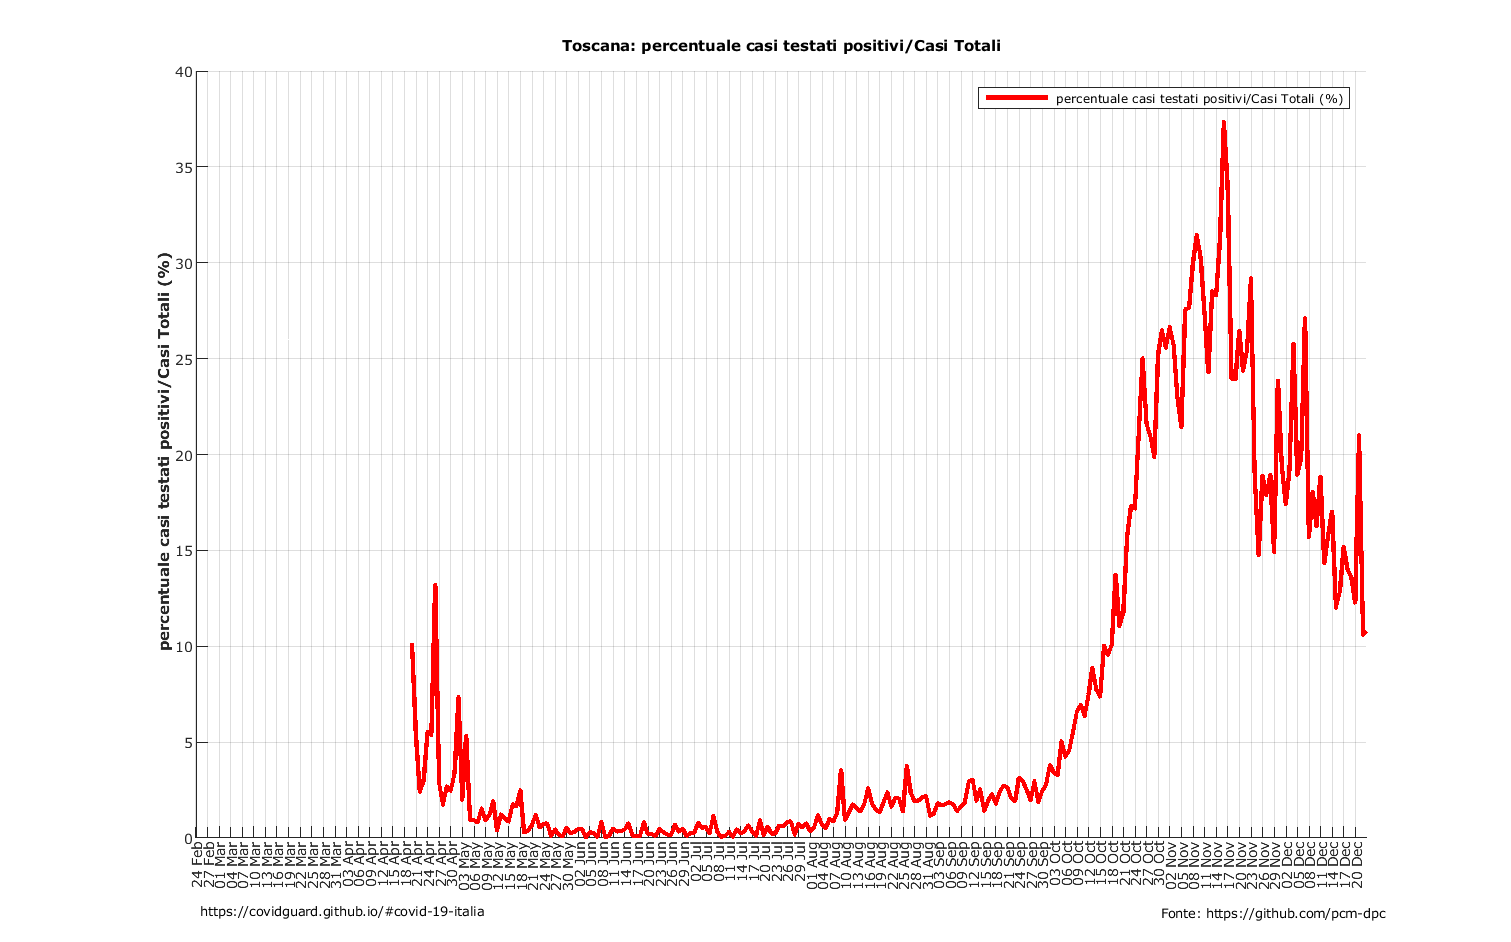 Toscana: percentuale casi testati positivi/Casi Totali
percentuale casi testati positivi/Casi Totali (%)
percentuale casi testati positivi/Casi Totali (%)
40
35
30
25
20
15
10
5
0
24 Feb
27 Feb
01 Mar
04 Mar
07 Mar
10 Mar
13 Mar
16 Mar
19 Mar
22 Mar
25 Mar
28 Mar
31 Mar
03 Apr
06 Apr
09 Apr
12 Apr
15 Apr
18 Apr
21 Apr
24 Apr
27 Apr
30 Apr
03 May
06 May
09 May
12 May
15 May
18 May
21 May
24 May
27 May
30 May
02 Jun
05 Jun
08 Jun
11 Jun
14 Jun
17 Jun
20 Jun
23 Jun
26 Jun
29 Jun
02 Jul
05 Jul
08 Jul
11 Jul
14 Jul
17 Jul
20 Jul
23 Jul
26 Jul
29 Jul
01 Aug
04 Aug
07 Aug
10 Aug
13 Aug
16 Aug
19 Aug
22 Aug
25 Aug
28 Aug
31 Aug
03 Sep
06 Sep
09 Sep
12 Sep
15 Sep
18 Sep
21 Sep
24 Sep
27 Sep
30 Sep
03 Oct
06 Oct
09 Oct
12 Oct
15 Oct
18 Oct
21 Oct
24 Oct
27 Oct
30 Oct
02 Nov
05 Nov
08 Nov
11 Nov
14 Nov
17 Nov
20 Nov
23 Nov
26 Nov
29 Nov
02 Dec
05 Dec
08 Dec
11 Dec
14 Dec
17 Dec
20 Dec
https://covidguard.github.io/#covid-19-italia
Fonte: https://github.com/pcm-dpc